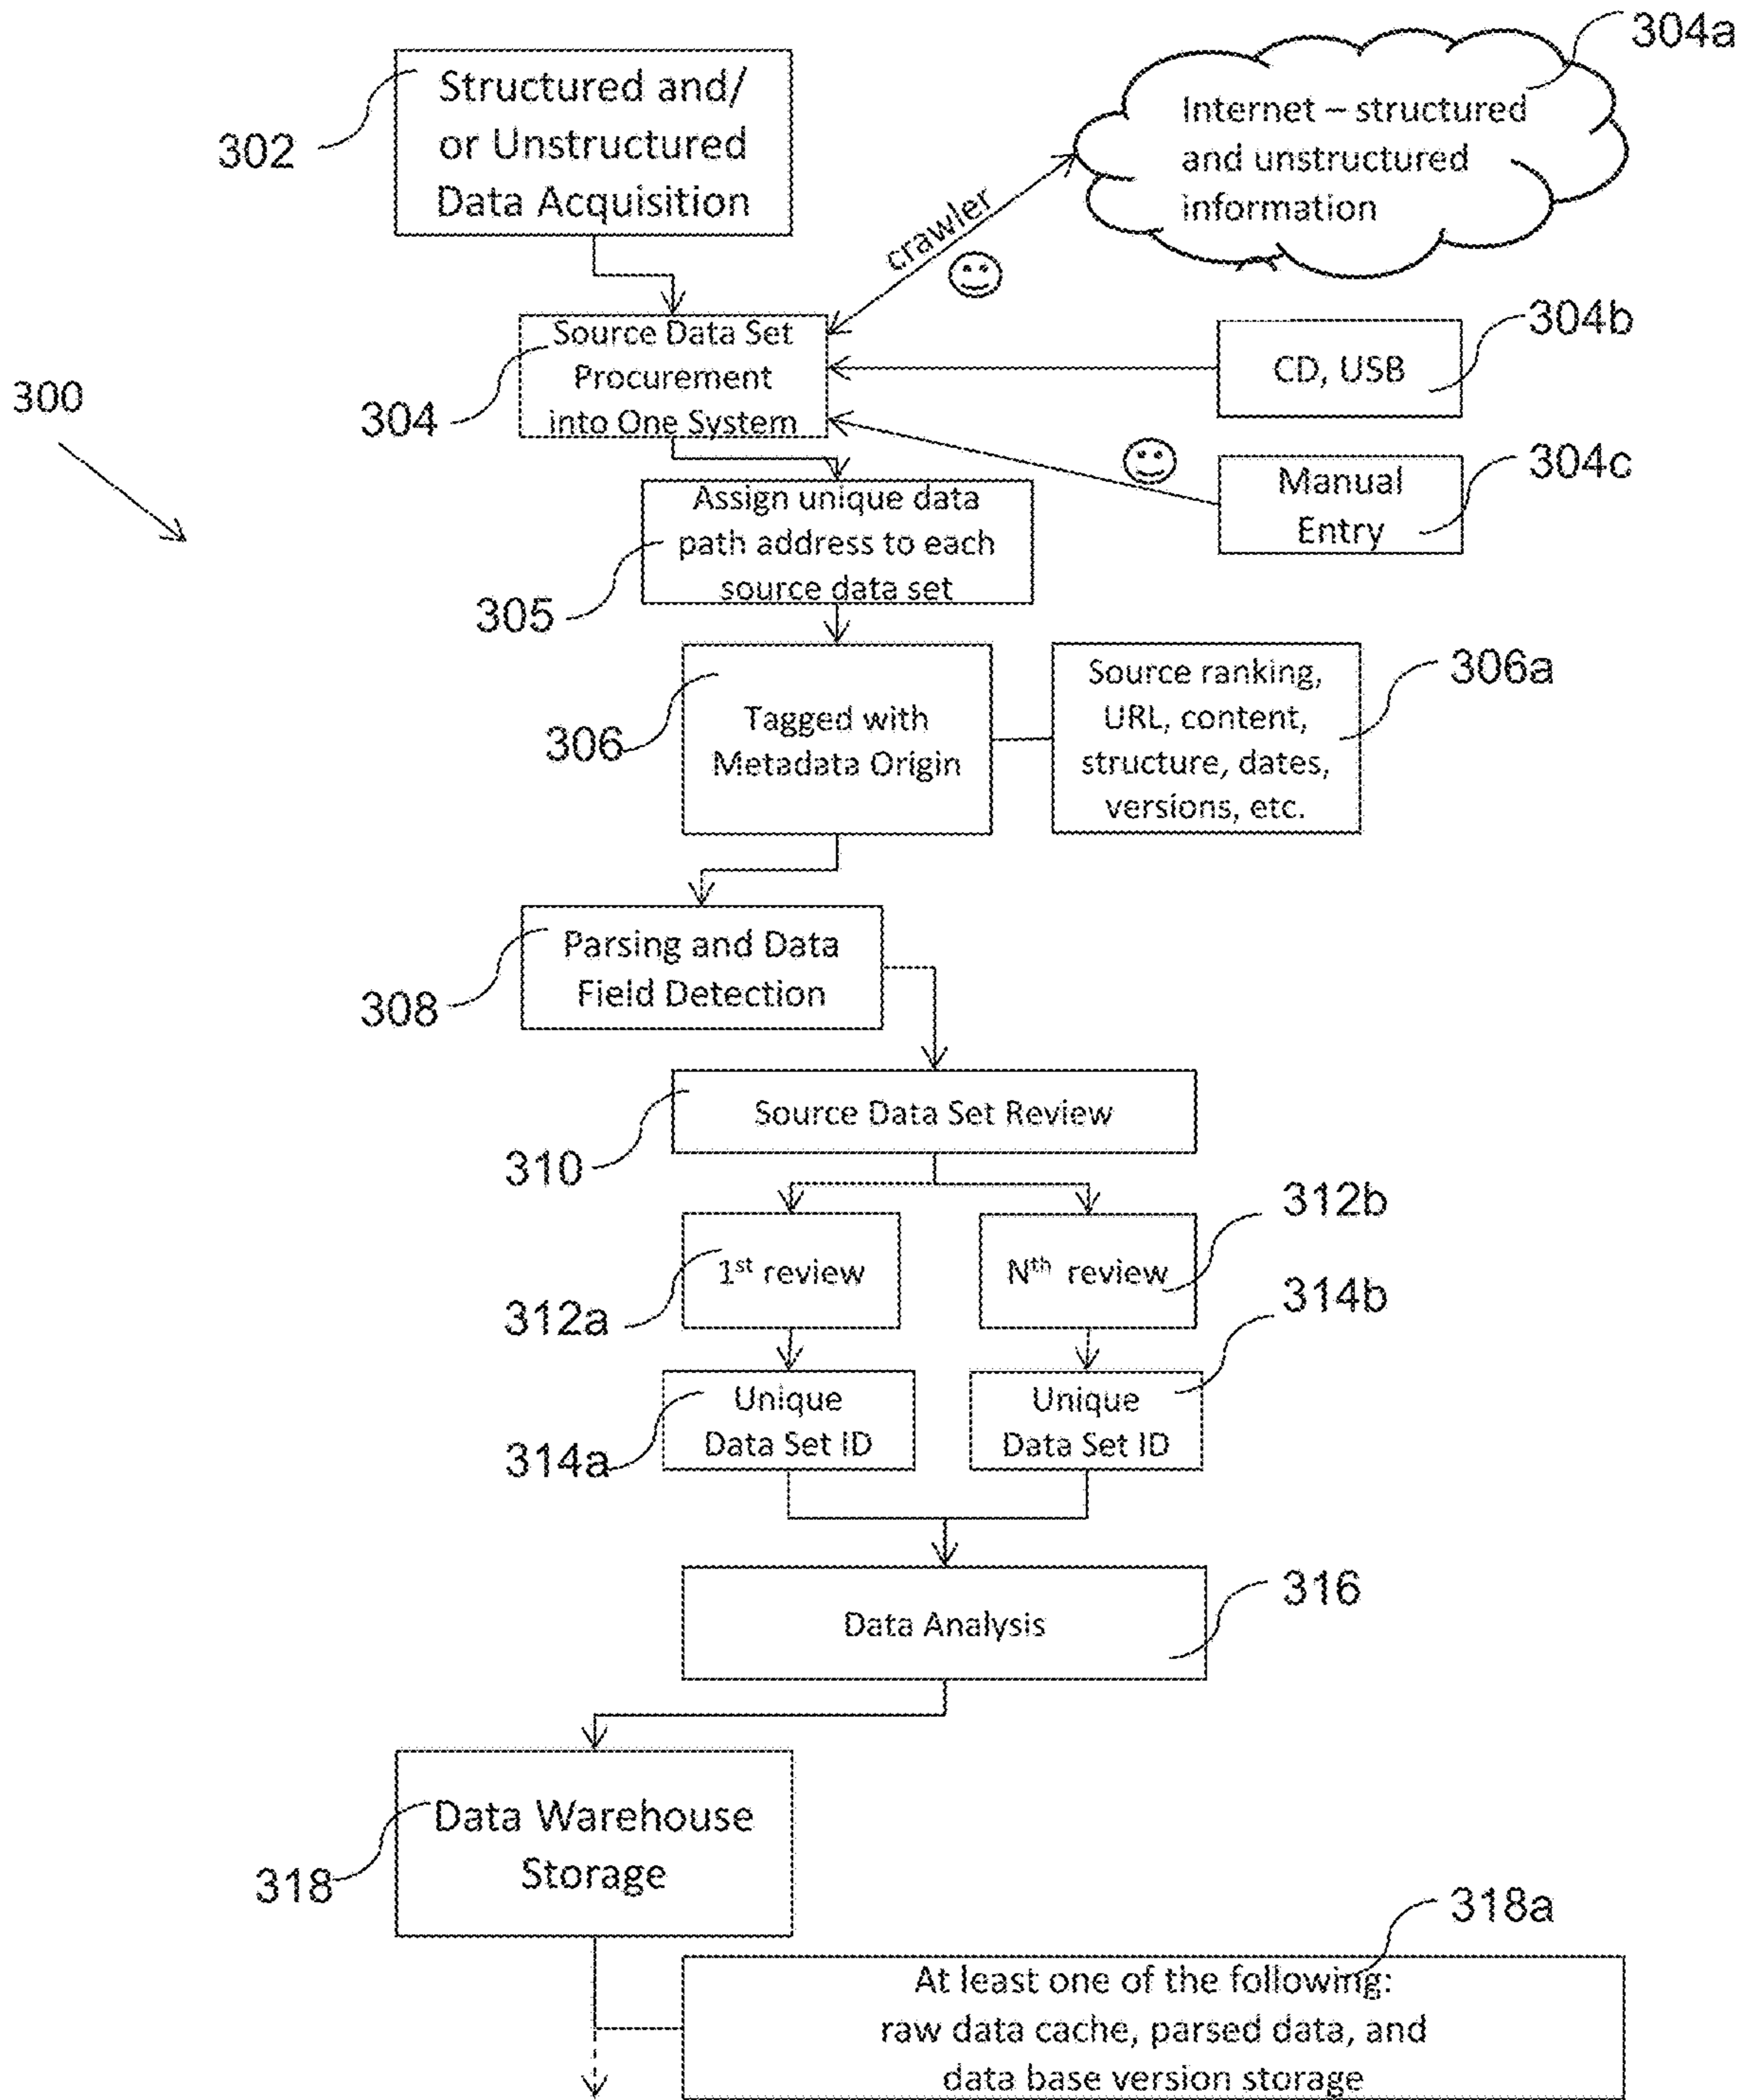 304a
Structured and/
or Unstructured
Data Acquisition
302
Internet – structured
and unstructured
information
crawler
304b
Source Data Set
Procurement
into One System
304
CD, USB
300
304c
Manual
Entry
Assign unique data
path address to each
source data set
305
306a
Source ranking,
URL, content,
structure, dates,
versions, etc.
Tagged with
Metadata Origin
306
Parsing and Data
Field Detection
308
Source Data Set Review
310
312b
1st review
Nth review
312a
314b
Unique
Data Set ID
Unique
Data Set ID
314a
316
Data Analysis
Data Warehouse
Storage
318
318a
At least one of the following:
raw data cache, parsed data, and
data base version storage